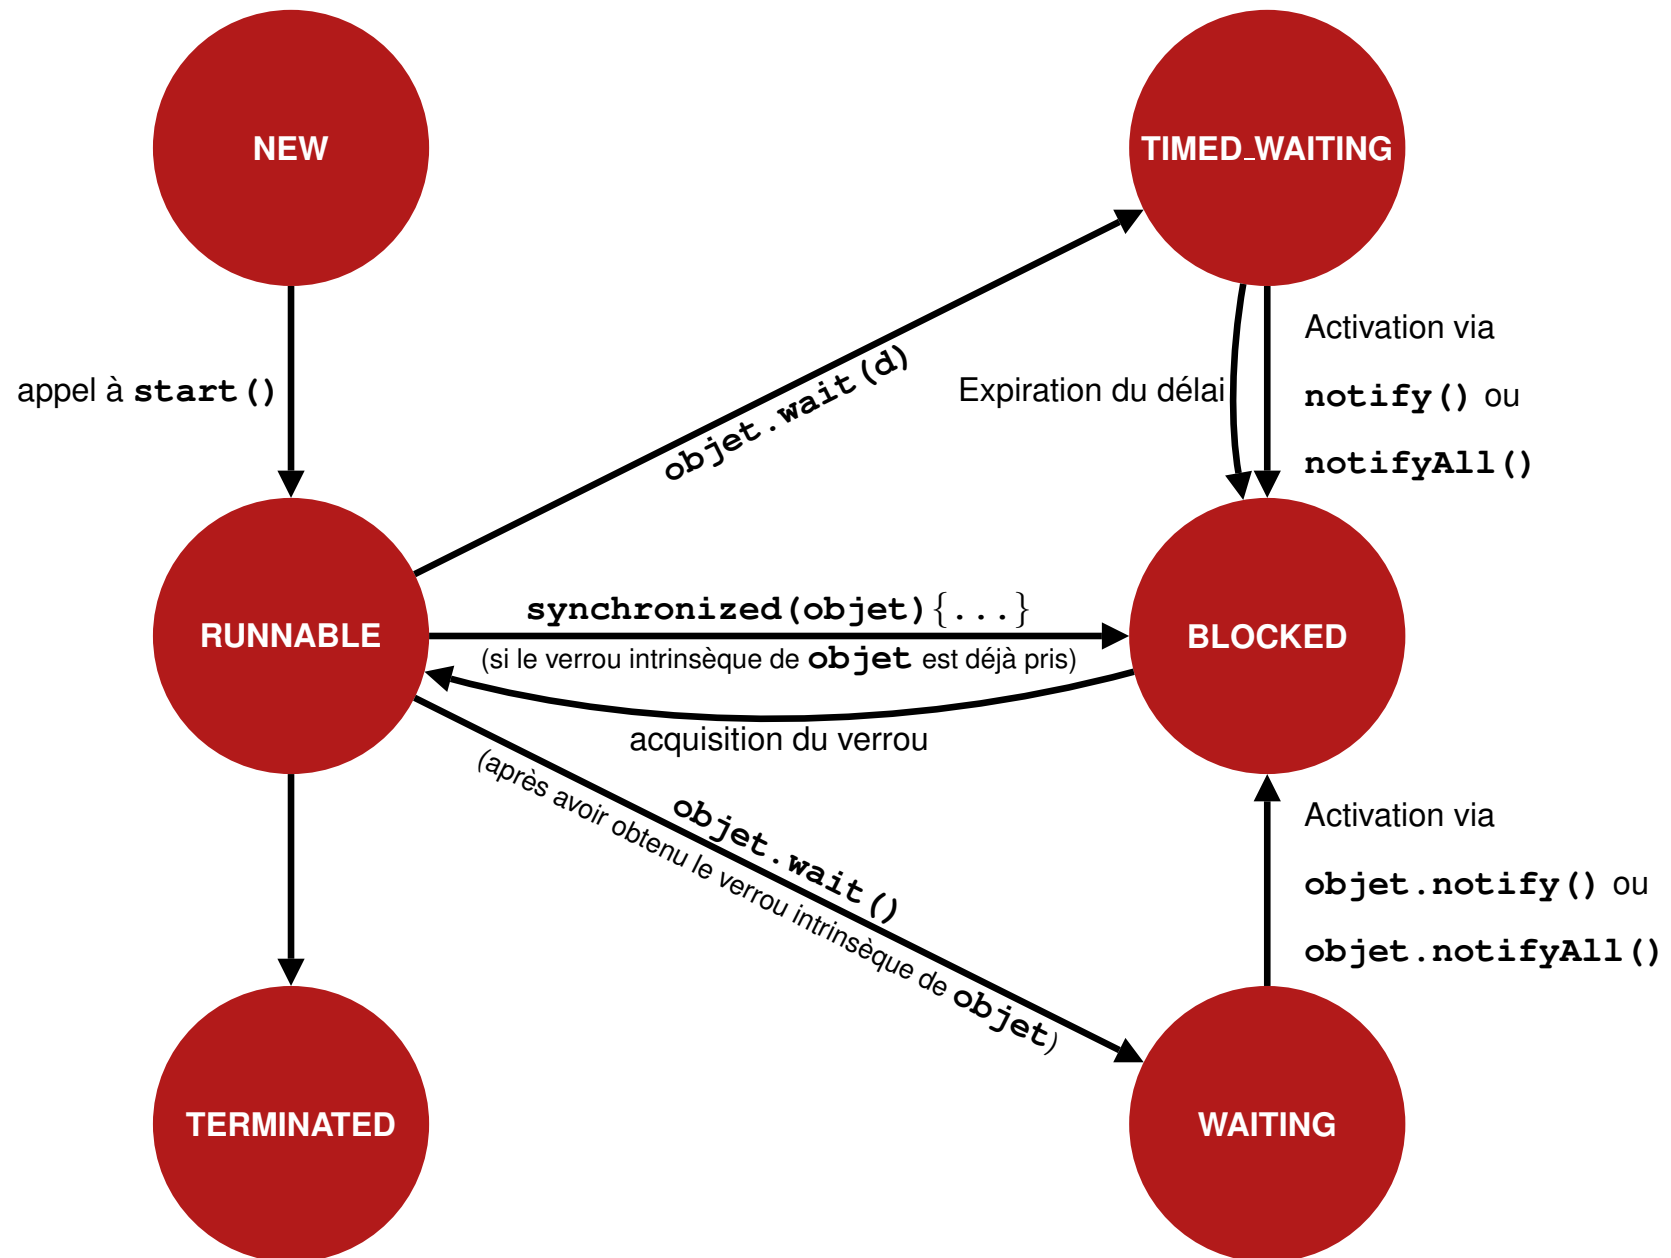 NEW
TIMED_WAITING
appel à start()
objet.wait(d)
Expiration du délai
Activation via
notify() ou
notifyAll()
RUNNABLE
synchronized(objet){...}
(si le verrou intrinsèque de objet est déjà pris)
BLOCKED
acquisition du verrou
objet.wait()
(après avoir obtenu le verrou intrinsèque de objet)
Activation via
objet.notify() ou
objet.notifyAll()
TERMINATED
WAITING